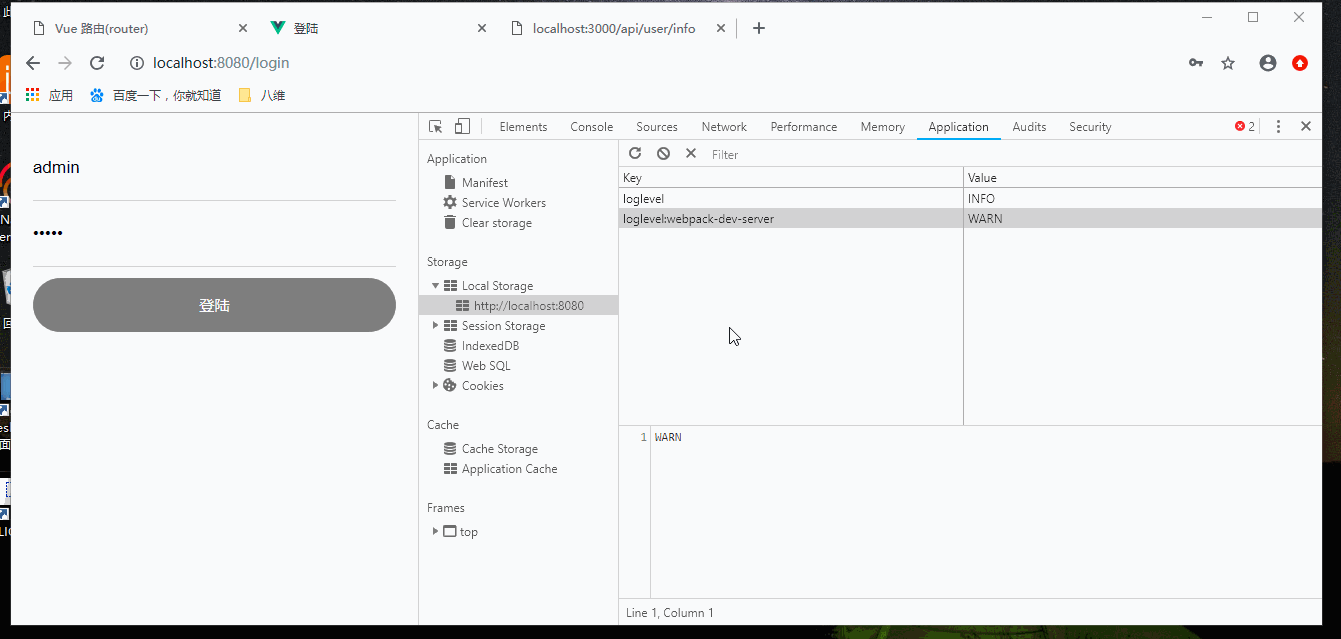 Vue 路由(router)
登陆
localhost:3000/api/user/info
localhost:8080/login
应用
百度一下，你就知道
八维
admin
•••••
登陆
Elements Console Sources Network Performance Memory Application Audits Security 2
Application
Manifest
Service Workers
Clear storage
Storage
Local Storage
http://localhost:8080
Session Storage
IndexedDB
Web SQL
Cookies
Cache
Cache Storage
Application Cache
Frames
top
Filter
Key Value
loglevel INFO
loglevel:webpack-dev-server WARN
1 WARN
Line 1, Column 1